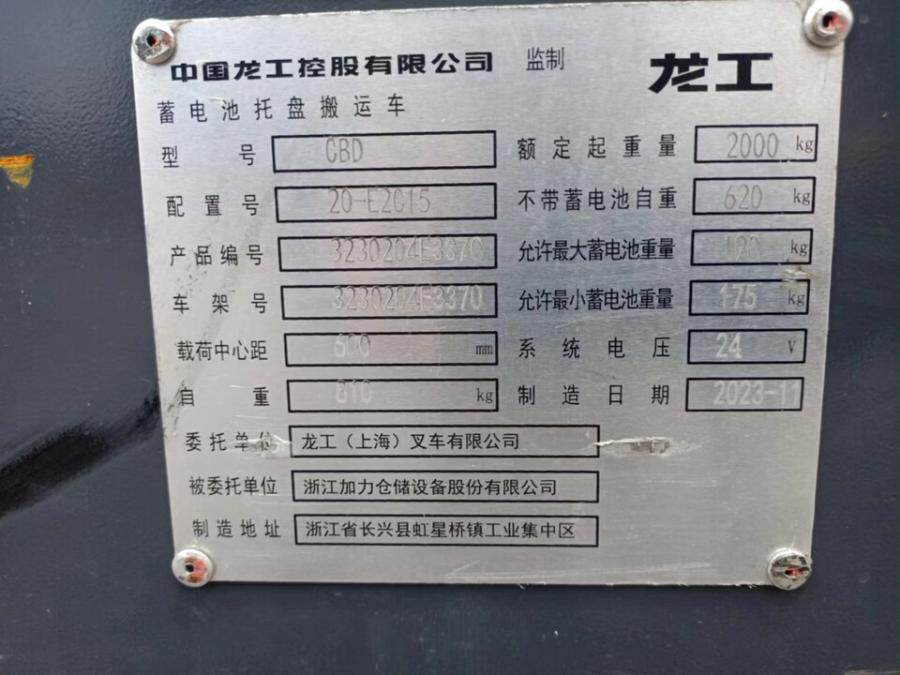 中国龙工控股有限公司 监制 龙工
蓄电池托盘搬运车
型号 CBD 额定起重量 2000 kg
配置号 20-E2015 不带蓄电池自重 620 kg
产品编号 3230204E3370 允许最大蓄电池重量 kg
车架号 3230204E3370 允许最小蓄电池重量 175 kg
载荷中心距 600 mm 系统电压 24 V
自重 810 kg 制造日期 2023-11
委托单位 龙工（上海）叉车有限公司
被委托单位 浙江加力仓储设备股份有限公司
制造地址 浙江省长兴县虹星桥镇工业集中区